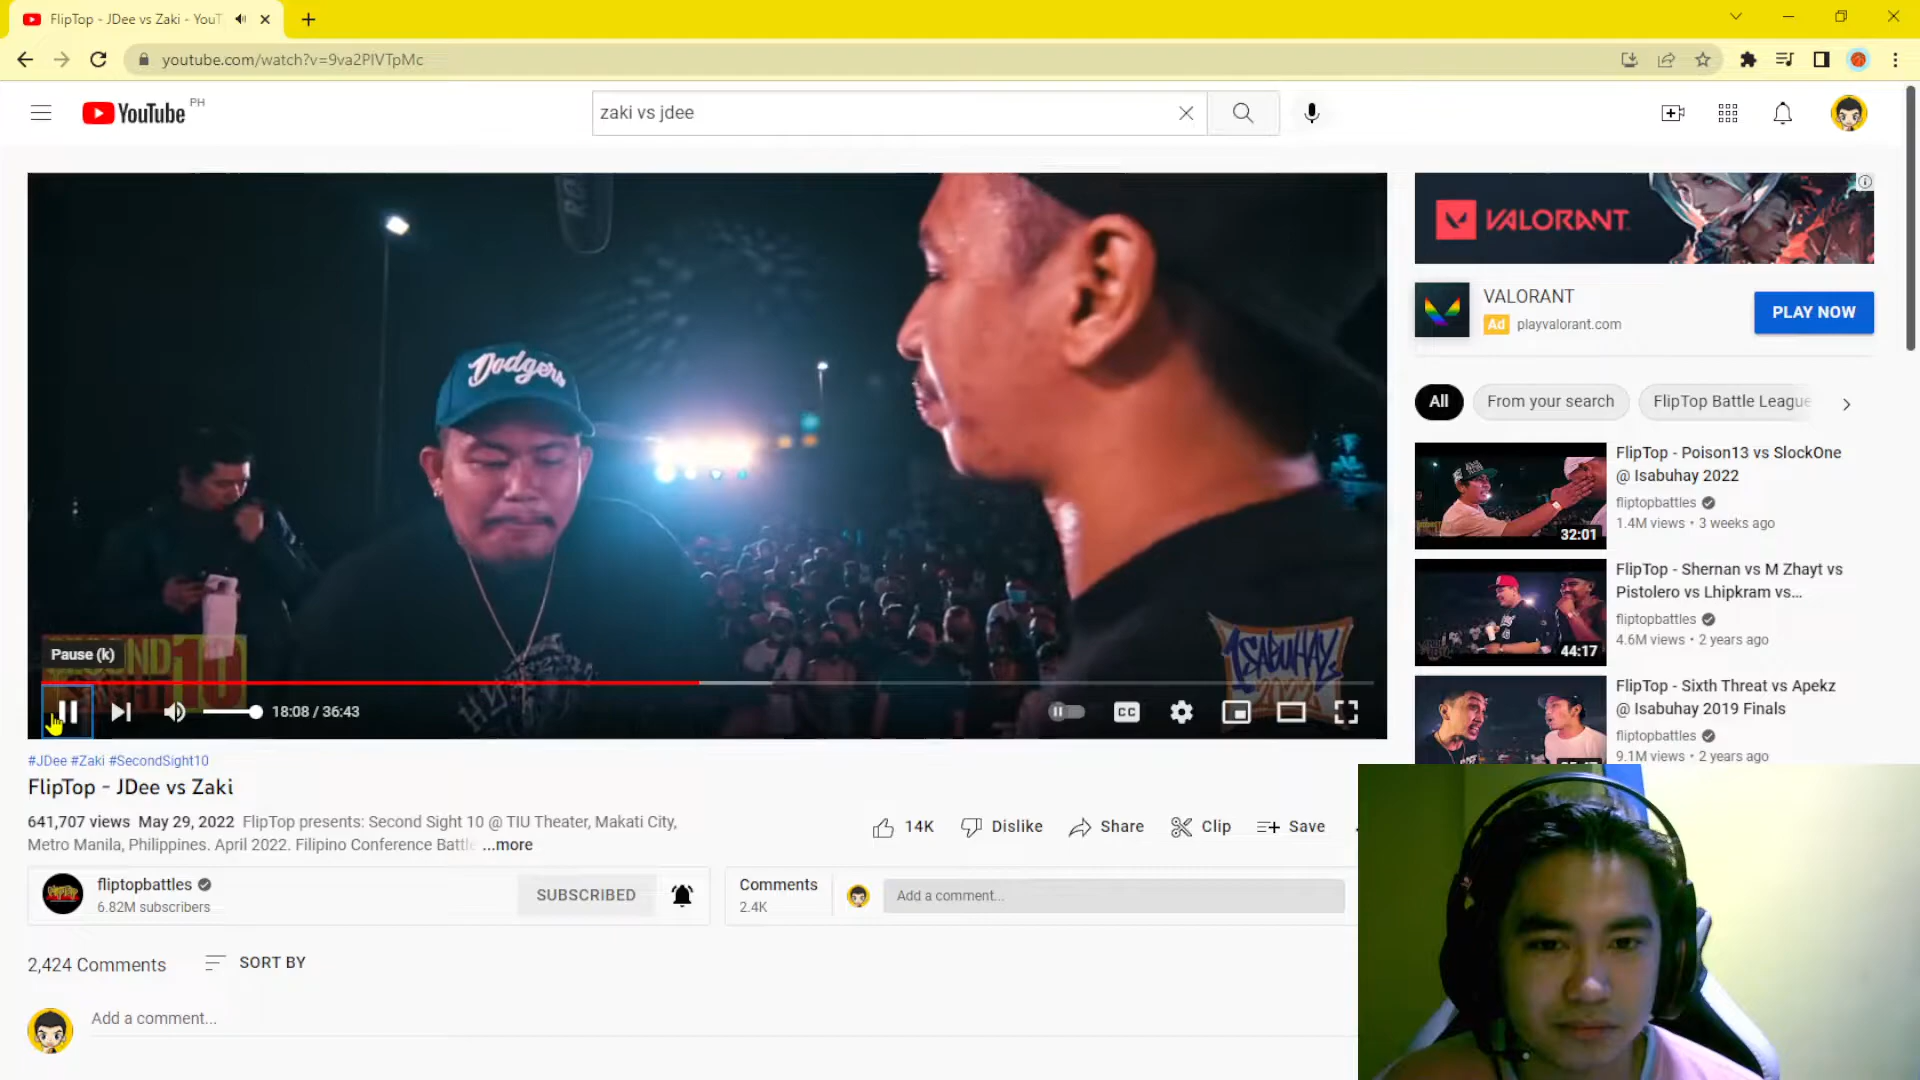 FlipTop - JDee vs Zaki - YouT
youtube.com/watch?v=9va2PIVTpMc
YouTube PH
zaki vs jdee
Dodgers
ISABUHAY
2022
Pause (k)
18:08 / 36:43
CC
#JDee #Zaki #SecondSight10
FlipTop - JDee vs Zaki
641,707 views May 29, 2022 FlipTop presents: Second Sight 10 @ TIU Theater, Makati City,
Metro Manila, Philippines. April 2022. Filipino Conference Battle ...more
14K Dislike Share Clip Save
fliptopbattles
6.82M subscribers
SUBSCRIBED
Comments
2.4K
Add a comment...
2,424 Comments SORT BY
Add a comment...
VALORANT
VALORANT
Ad playvalorant.com
PLAY NOW
All From your search FlipTop Battle League
FlipTop - Poison13 vs SlockOne
@ Isabuhay 2022
fliptopbattles
1.4M views • 3 weeks ago
32:01
FlipTop - Shernan vs M Zhayt vs
Pistolero vs Lhipkram vs...
fliptopbattles
4.6M views • 2 years ago
44:17
FlipTop - Sixth Threat vs Apekz
@ Isabuhay 2019 Finals
fliptopbattles
9.1M views • 2 years ago